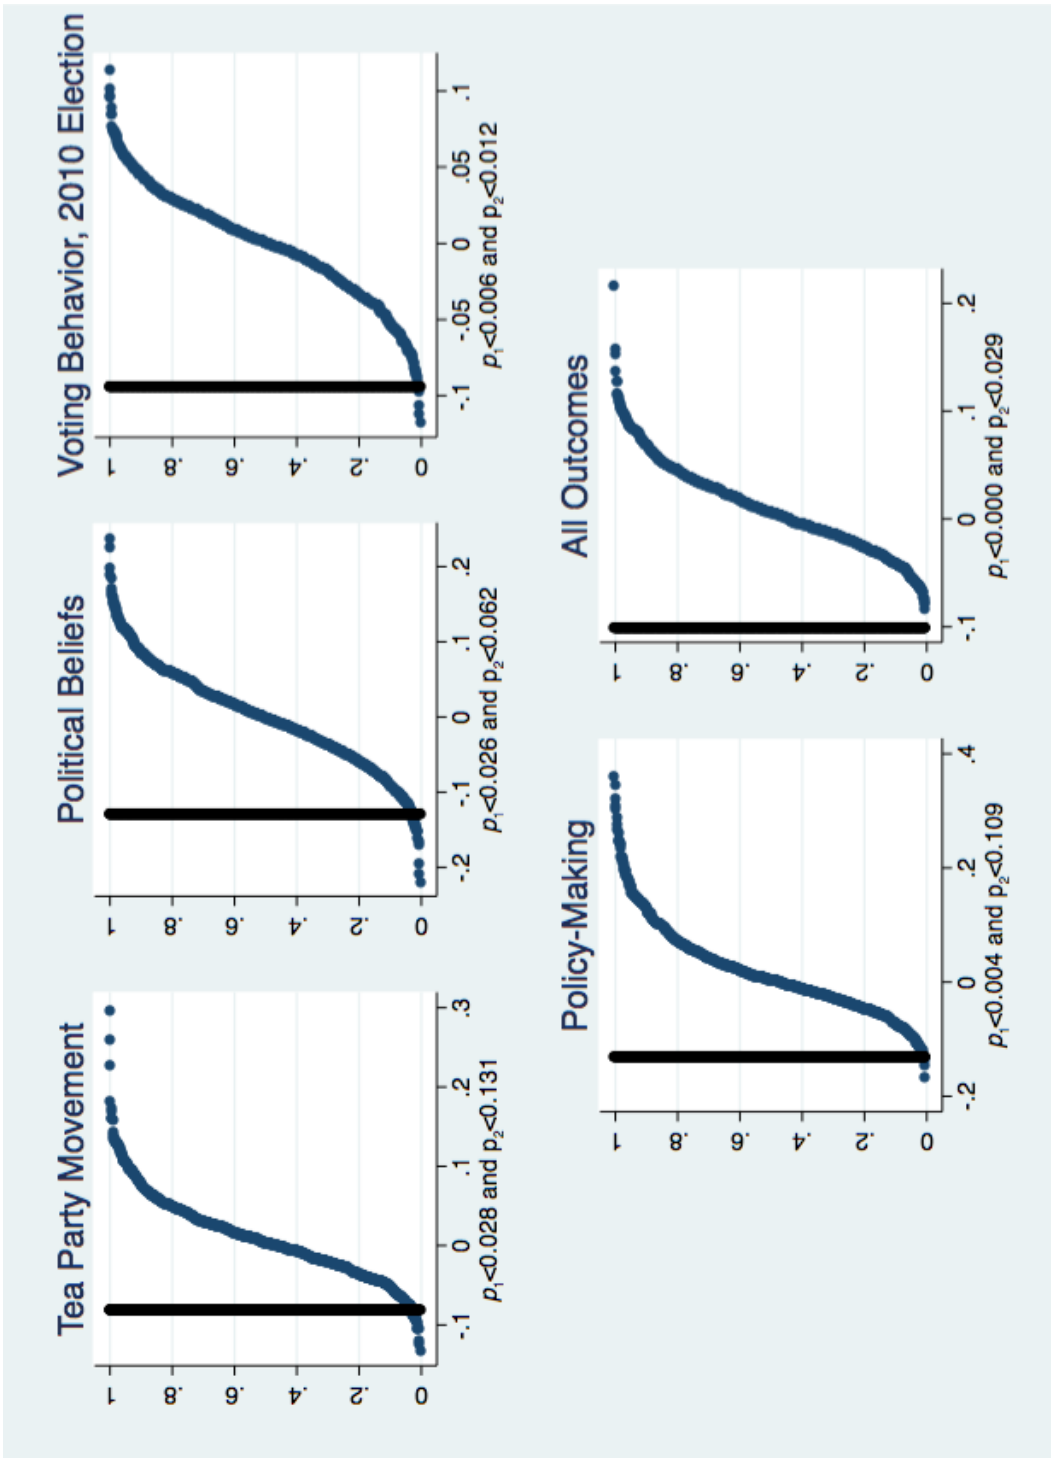 Tea Party Movement
1
.8
.6
.4
.2
0
-.1 0 .1 .2 .3
p₁<0.028 and p₂<0.131
Political Beliefs
1
.8
.6
.4
.2
0
-.2 -.1 0 .1 .2
p₁<0.026 and p₂<0.062
Voting Behavior, 2010 Election
1
.8
.6
.4
.2
0
-.1 -.05 0 .05 .1
p₁<0.006 and p₂<0.012
Policy-Making
1
.8
.6
.4
.2
0
-.2 0 .2 .4
p₁<0.004 and p₂<0.109
All Outcomes
1
.8
.6
.4
.2
0
-.1 0 .1 .2
p₁<0.000 and p₂<0.029